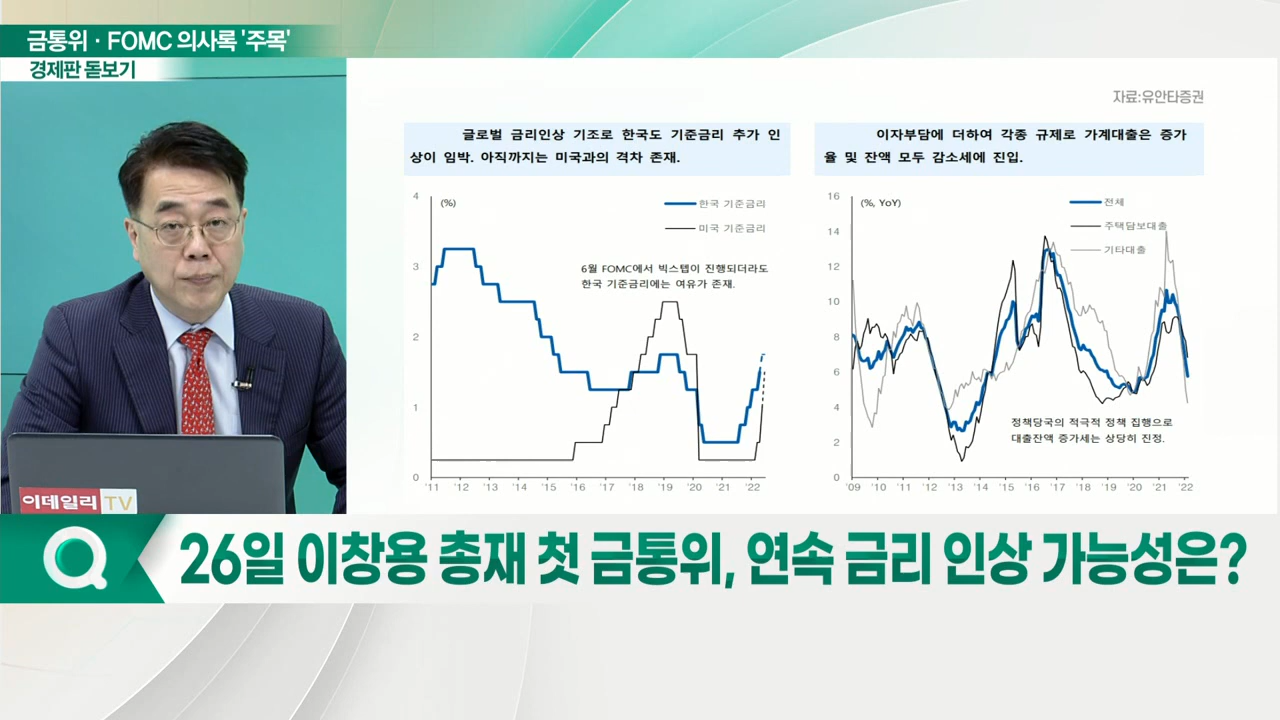 금통위 · FOMC 의사록 '주목'
경제판 돋보기
자료:유안타증권
글로벌 금리인상 기조로 한국도 기준금리 추가 인
상이 임박. 아직까지는 미국과의 격차 존재.
4
(%)
한국 기준금리
미국 기준금리
6월 FOMC에서 빅스텝이 진행되더라도
한국 기준금리에는 여유가 존재.
3
2
1
0
'11 '12 '13 '14 '15 '16 '17 '18 '19 '20 '21 '22
이자부담에 더하여 각종 규제로 가계대출은 증가
율 및 잔액 모두 감소세에 진입.
16
(%, YoY)
전체
주택담보대출
기타대출
14
12
10
8
6
4
2
0
정책당국의 적극적 정책 집행으로
대출잔액 증가세는 상당히 진정.
'09 '10 '11 '12 '13 '14 '15 '16 '17 '18 '19 '20 '21 '22
이데일리 TV
Q 26일 이창용 총재 첫 금통위, 연속 금리 인상 가능성은?